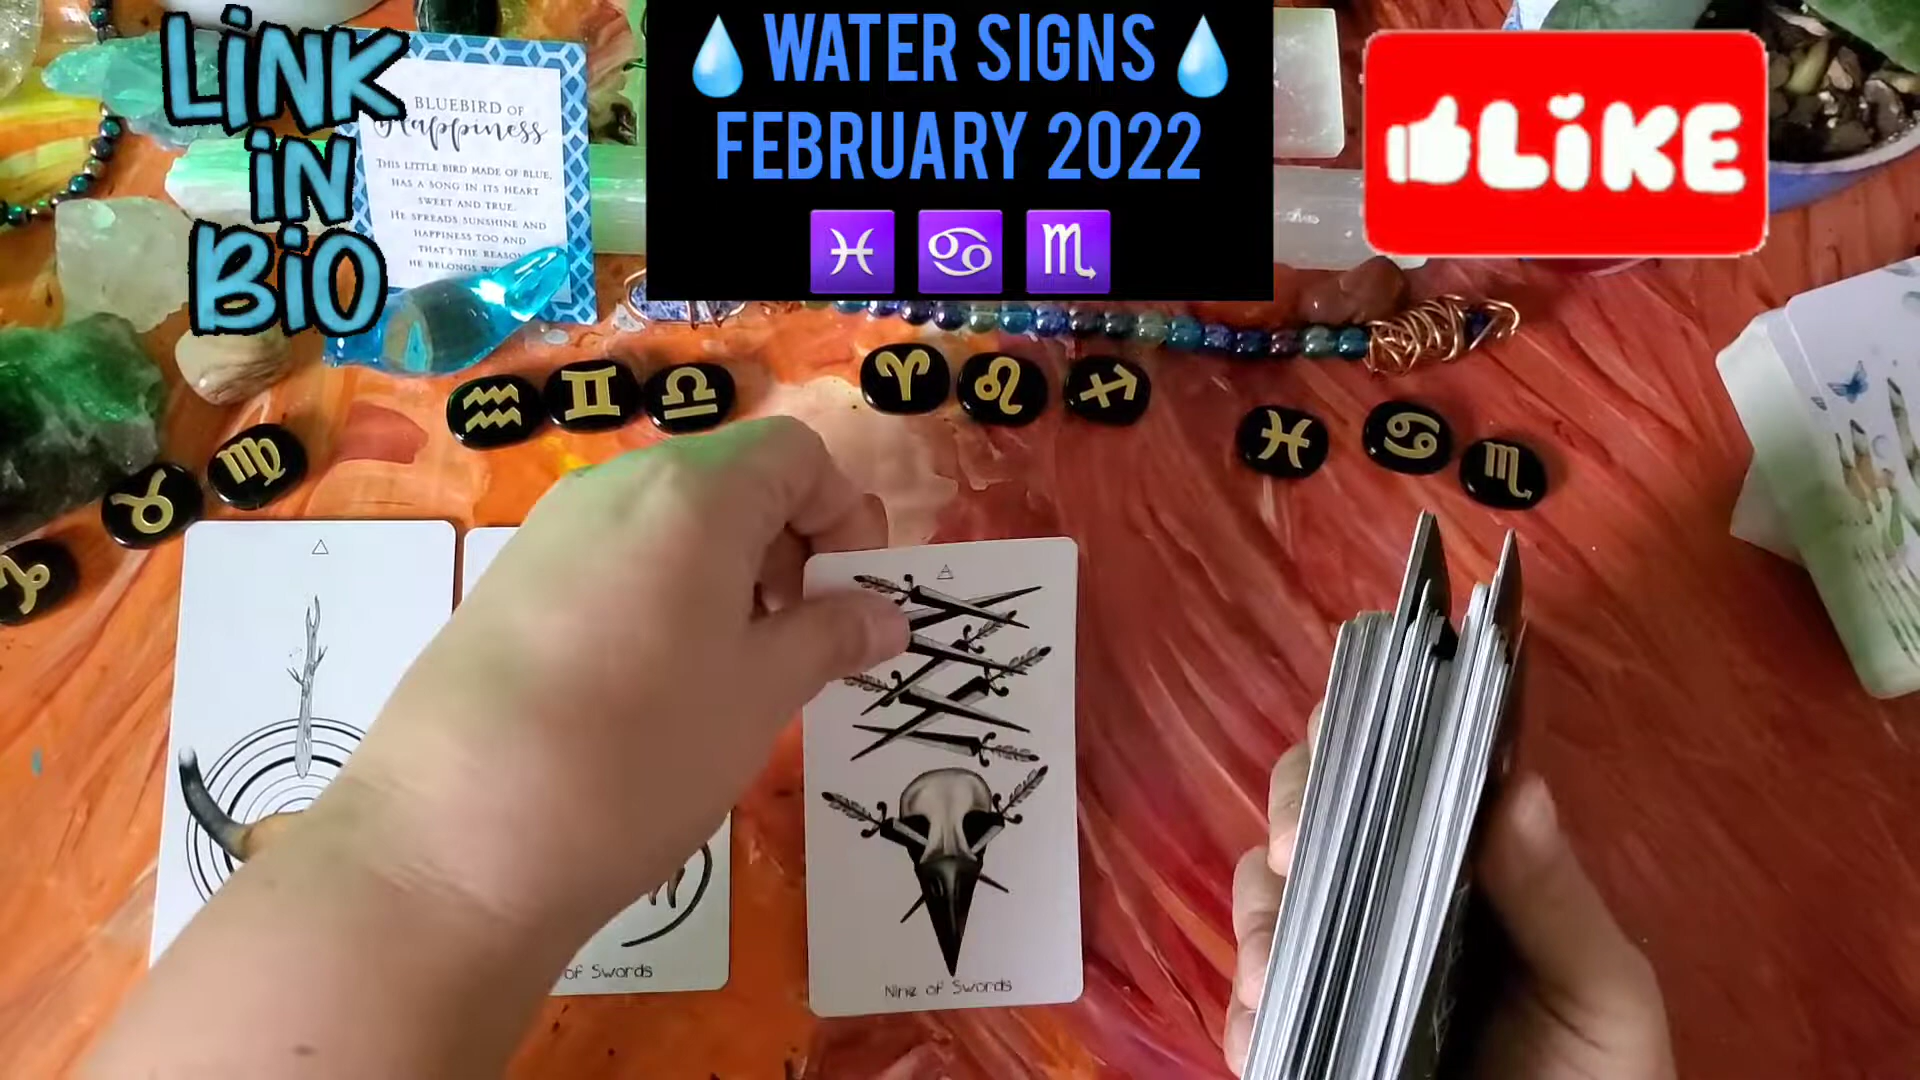 LiNK
iN
BiO
BLUEBIRD OF
Happiness
THIS LITTLE BIRD MADE OF BLUE,
HAS A SONG IN ITS HEART
SWEET AND TRUE.
HE SPREADS SUNSHINE AND
HAPPINESS TOO AND
THAT'S THE REASON
HE BELONGS
💧 WATER SIGNS 💧
FEBRUARY 2022
♓ ♋ ♏
LiKE
♒ ♊ ♎ ♈ ♌ ♐ ♓ ♋ ♏
♑ ♉ ♍
of Swords
Nine of Swords